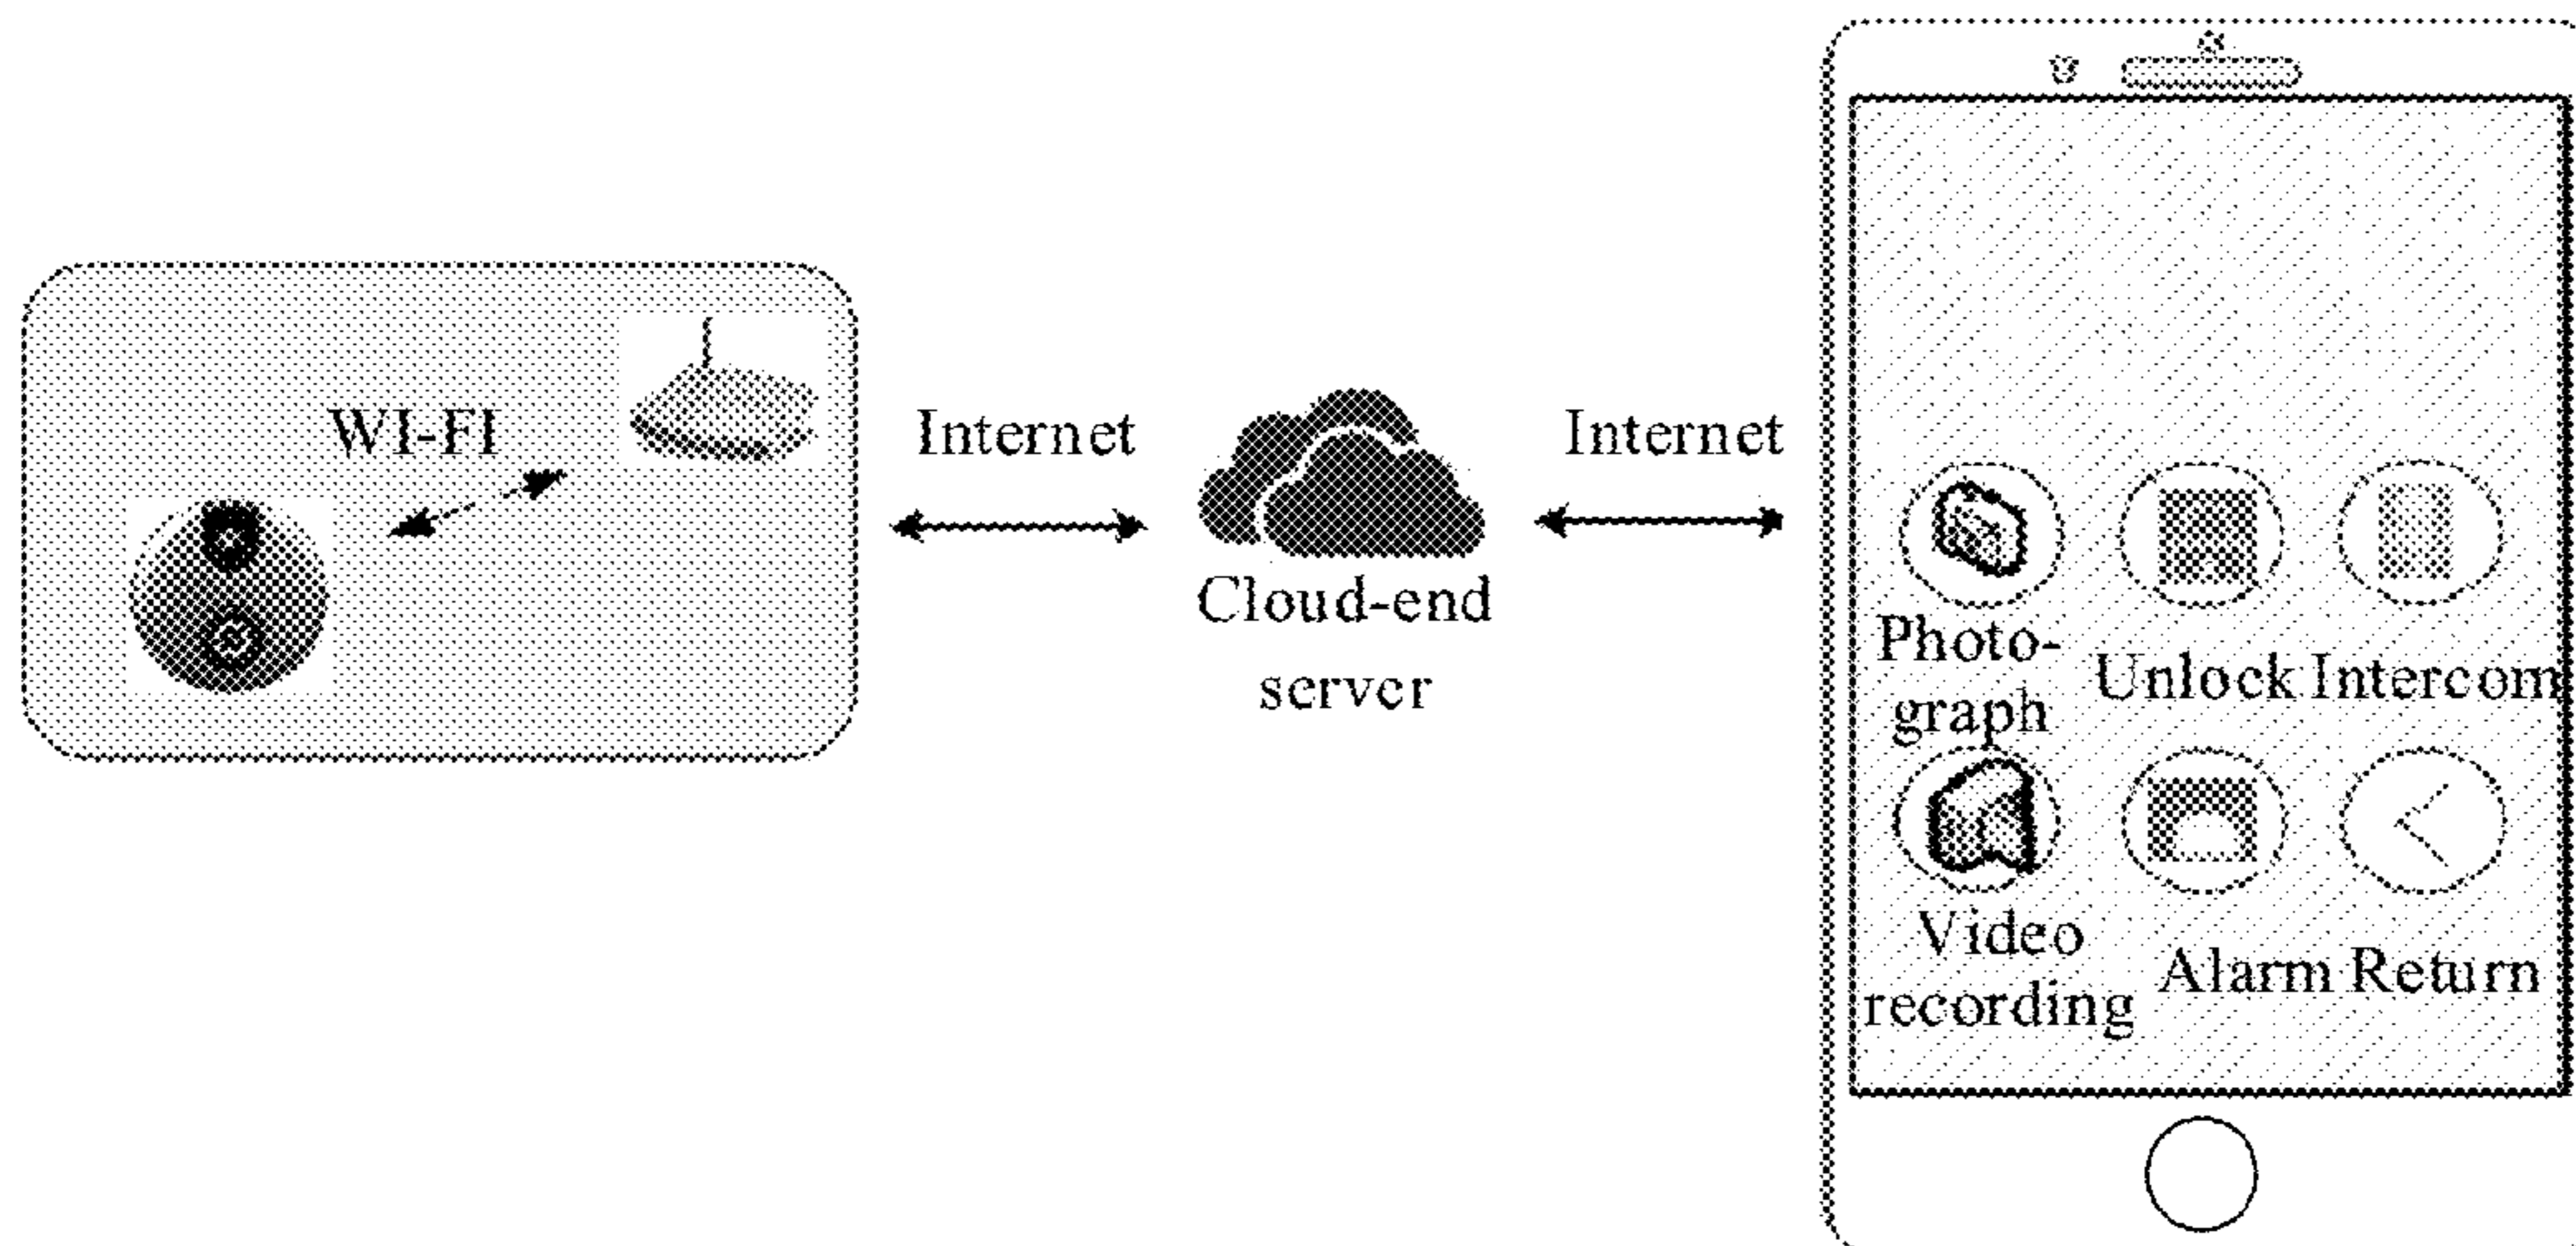 WI-FI
Internet
Cloud-end
server
Internet
Photo-
graph
Unlock
Intercom
Video
recording
Alarm
Return